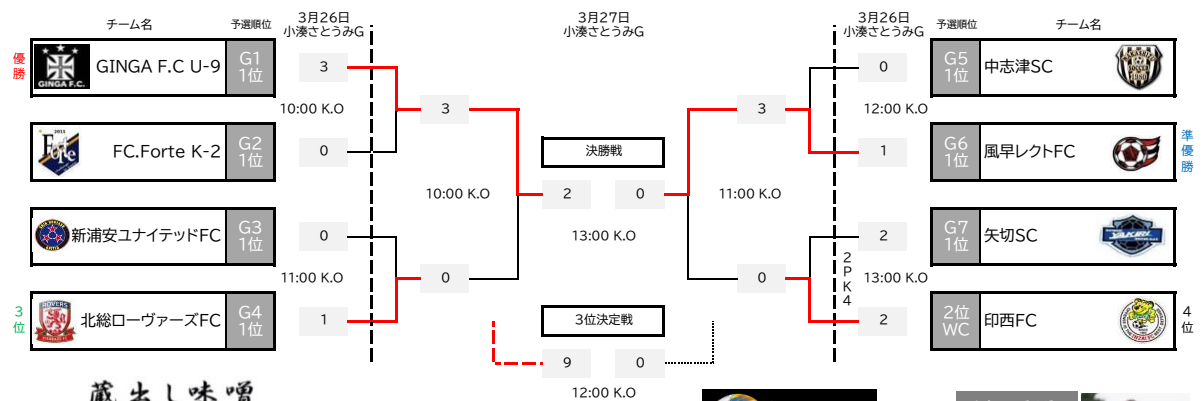 チーム名 予選順位 3月26日 3月27日 3月26日 予選順位 チーム名
小湊さとうみG 小湊さとうみG 小湊さとうみG
優勝 GINGA F.C. GINGA F.C U-9 G1 1位 3 0 G5 1位 中志津SC
10:00 K.O 3 3 12:00 K.O
2015 Forte FC.Forte K-2 G2 1位 0 決勝戦 1 G6 1位 風早レクトFC 準優勝
10:00 K.O 2 0 11:00 K.O
新浦安ユナイテッドFC G3 1位 0 13:00 K.O 2 G7 1位 矢切SC YAKIRI
11:00 K.O 0 0 2PK4 13:00 K.O
3位 ROVERS 北総ローヴァーズFC G4 1位 1 3位決定戦 2 2位 WC 印西FC 4位
9 0
12:00 K.O
蔵出し味噌